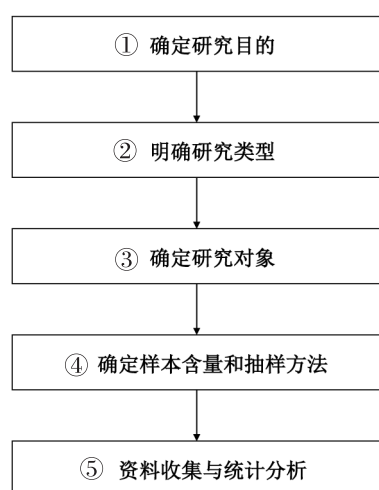 ① 确定研究目的
② 明确研究类型
③ 确定研究对象
④ 确定样本含量和抽样方法
⑤ 资料收集与统计分析